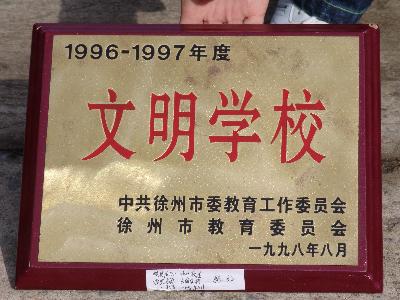 1996-1997年度
文明学校
中共徐州市委教育工作委员会
徐州市教育委员会
一九九八年八月